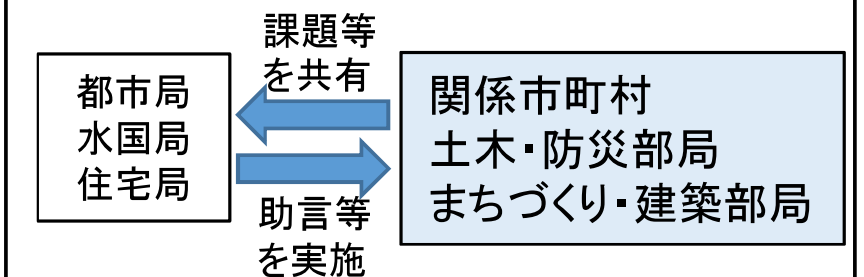 課題等
を共有
都市局
水国局
住宅局
関係市町村
土木・防災部局
まちづくり・建築部局
助言等
を実施